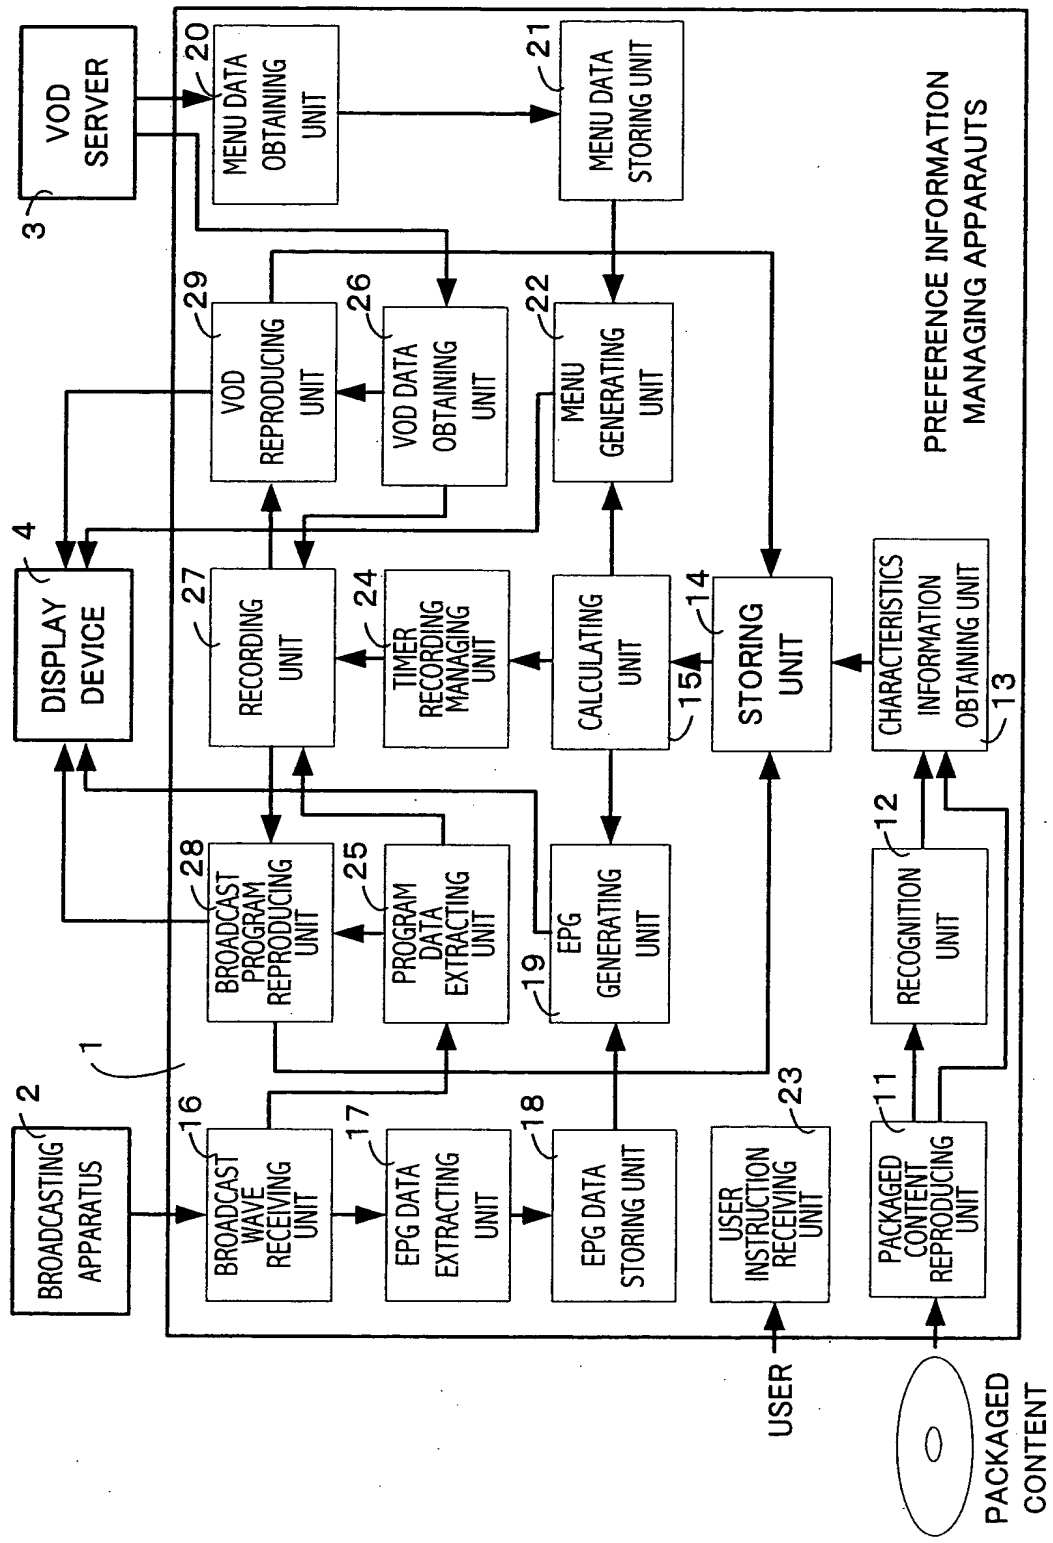 BROADCASTING
APPARATUS
2
DISPLAY
DEVICE
4
VOD
SERVER
3
1
BROADCAST
WAVE
RECEIVING
UNIT
16
BROADCAST
PROGRAM
REPRODUCING
UNIT
28
RECORDING
UNIT
27
VOD
REPRODUCING
UNIT
29
MENU DATA
OBTAINING
UNIT
20
EPG DATA
EXTRACTING
UNIT
17
PROGRAM
DATA
EXTRACTING
UNIT
25
TIMER
RECORDING
MANAGING
UNIT
24
VOD DATA
OBTAINING
UNIT
26
EPG DATA
STORING UNIT
18
EPG
GENERATING
UNIT
19
CALCULATING
UNIT
15
MENU
GENERATING
UNIT
22
MENU DATA
STORING UNIT
21
USER
USER
INSTRUCTION
RECEIVING
UNIT
23
STORING
UNIT
14
PACKAGED
CONTENT
PACKAGED
CONTENT
REPRODUCING
UNIT
11
RECOGNITION
UNIT
12
CHARACTERISTICS
INFORMATION
OBTAINING UNIT
13
PREFERENCE INFORMATION
MANAGING APPARAUTS